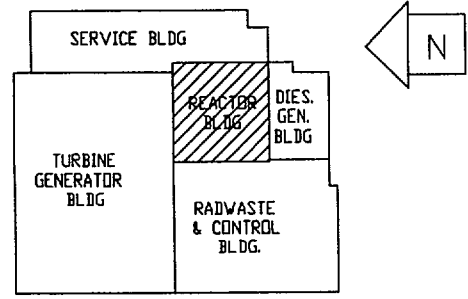 SERVICE BLDG
N
REACTOR
BLDG
DIES.
GEN.
BLDG
TURBINE
GENERATOR
BLDG
RADWASTE
& CONTROL
BLDG.